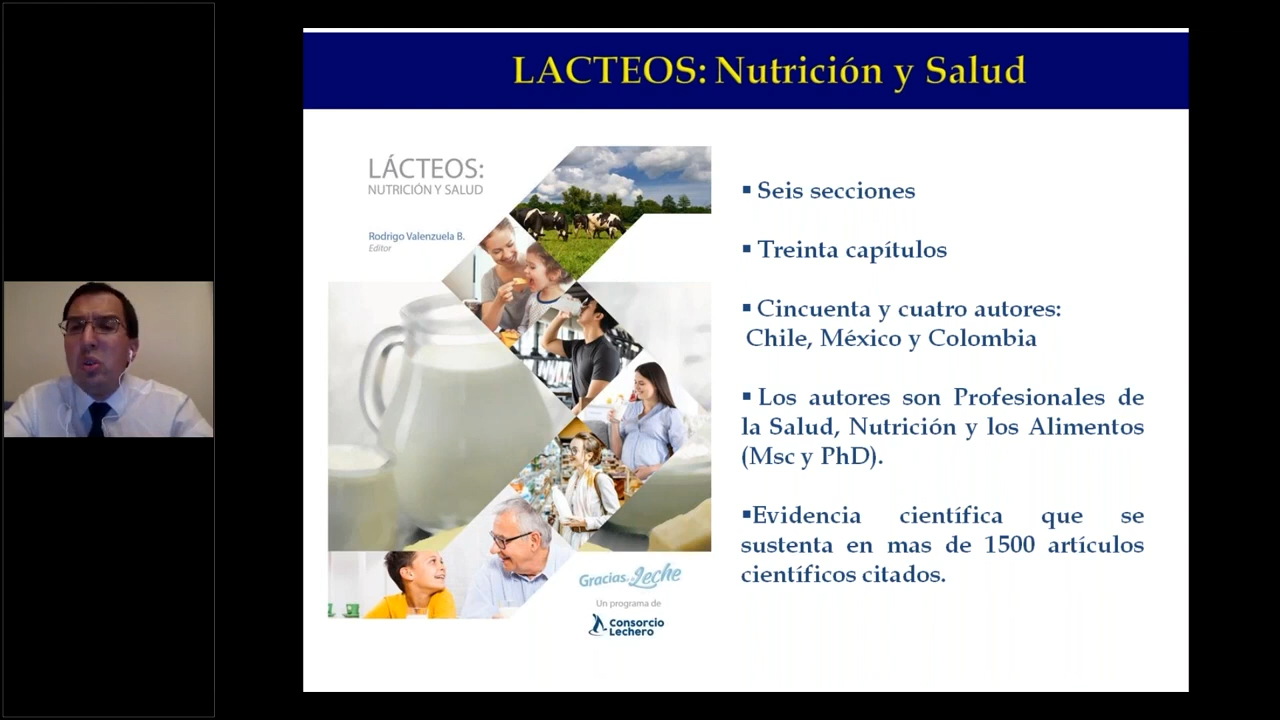 LACTEOS: Nutrición y Salud
LÁCTEOS:
NUTRICIÓN Y SALUD
Rodrigo Valenzuela B.
Editor
Gracias a la Leche
Un programa de
Consorcio
Lechero
▪ Seis secciones
▪ Treinta capítulos
▪ Cincuenta y cuatro autores:
Chile, México y Colombia
▪ Los autores son Profesionales de
la Salud, Nutrición y los Alimentos
(Msc y PhD).
▪Evidencia científica que se
sustenta en mas de 1500 artículos
científicos citados.